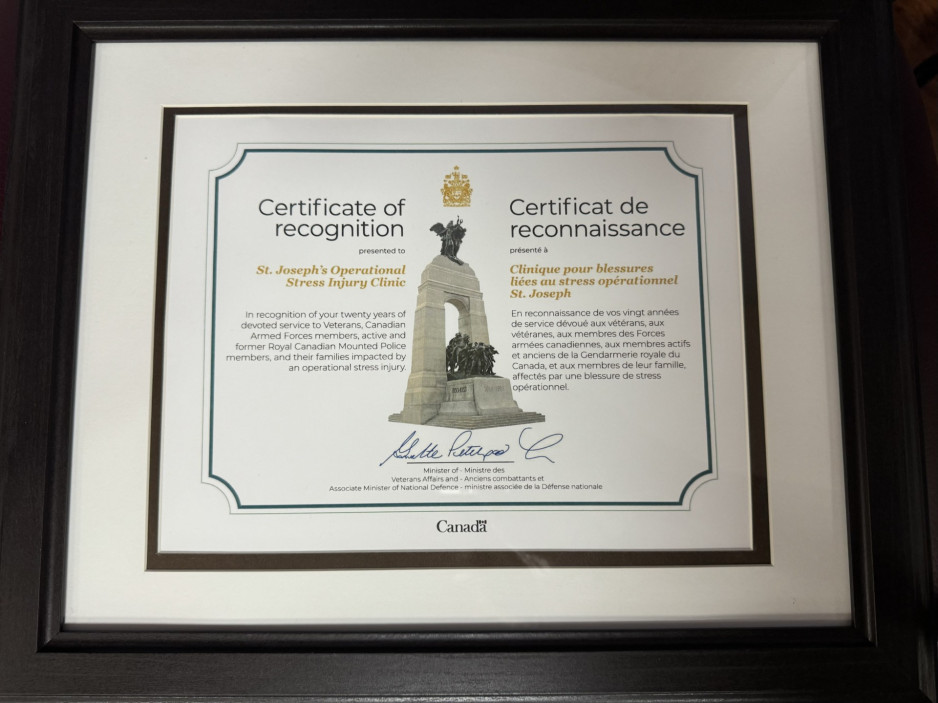 Certificate of
recognition
presented to
St. Joseph's Operational
Stress Injury Clinic
In recognition of your twenty years of
devoted service to Veterans, Canadian
Armed Forces members, active and
former Royal Canadian Mounted Police
members, and their families impacted by
an operational stress injury.
Certificat de
reconnaissance
présenté à
Clinique pour blessures
liées au stress opérationnel
St. Joseph
En reconnaissance de vos vingt années
de service dévoué aux vétérans, aux
vétéranes, aux membres des Forces
armées canadiennes, aux membres actifs
et anciens de la Gendarmerie royale du
Canada, et aux membres de leur famille,
affectés par une blessure de stress
opérationnel.
Minister of - Ministre des
Veterans Affairs and - Anciens combattants et
Associate Minister of National Defence - ministre associée de la Défense nationale
Canada